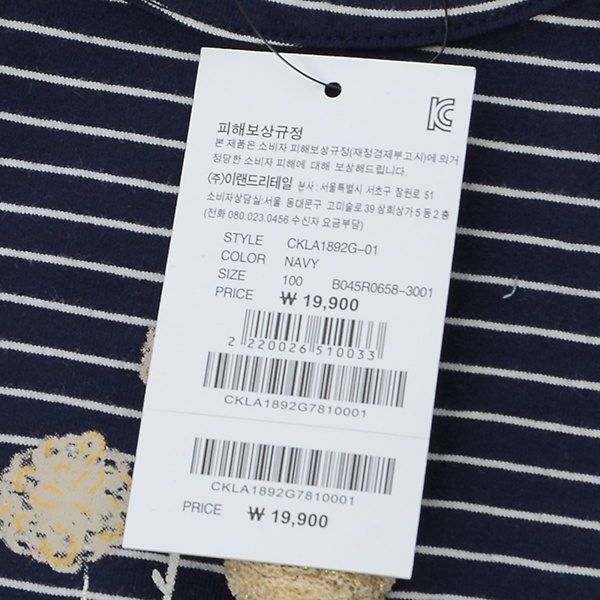 KC
피해보상규정
본 제품은 소비자 피해보상규정(재정경제부고시)에 의거
정당한 소비자 피해에 대해 보상해드립니다.
(주)이랜드리테일 본사: 서울특별시 서초구 잠원로 51
소비자상담실:서울 동대문구 고미술로 39 삼희상가 5 동 2 층
(전화 080.023.0456 수신자 요금부담)
STYLE CKLA1892G-01
COLOR NAVY
SIZE 100 B045R0658-3001
PRICE ₩ 19,900
2 220026 510033
CKLA1892G7810001
CKLA1892G7810001
PRICE ₩ 19,900